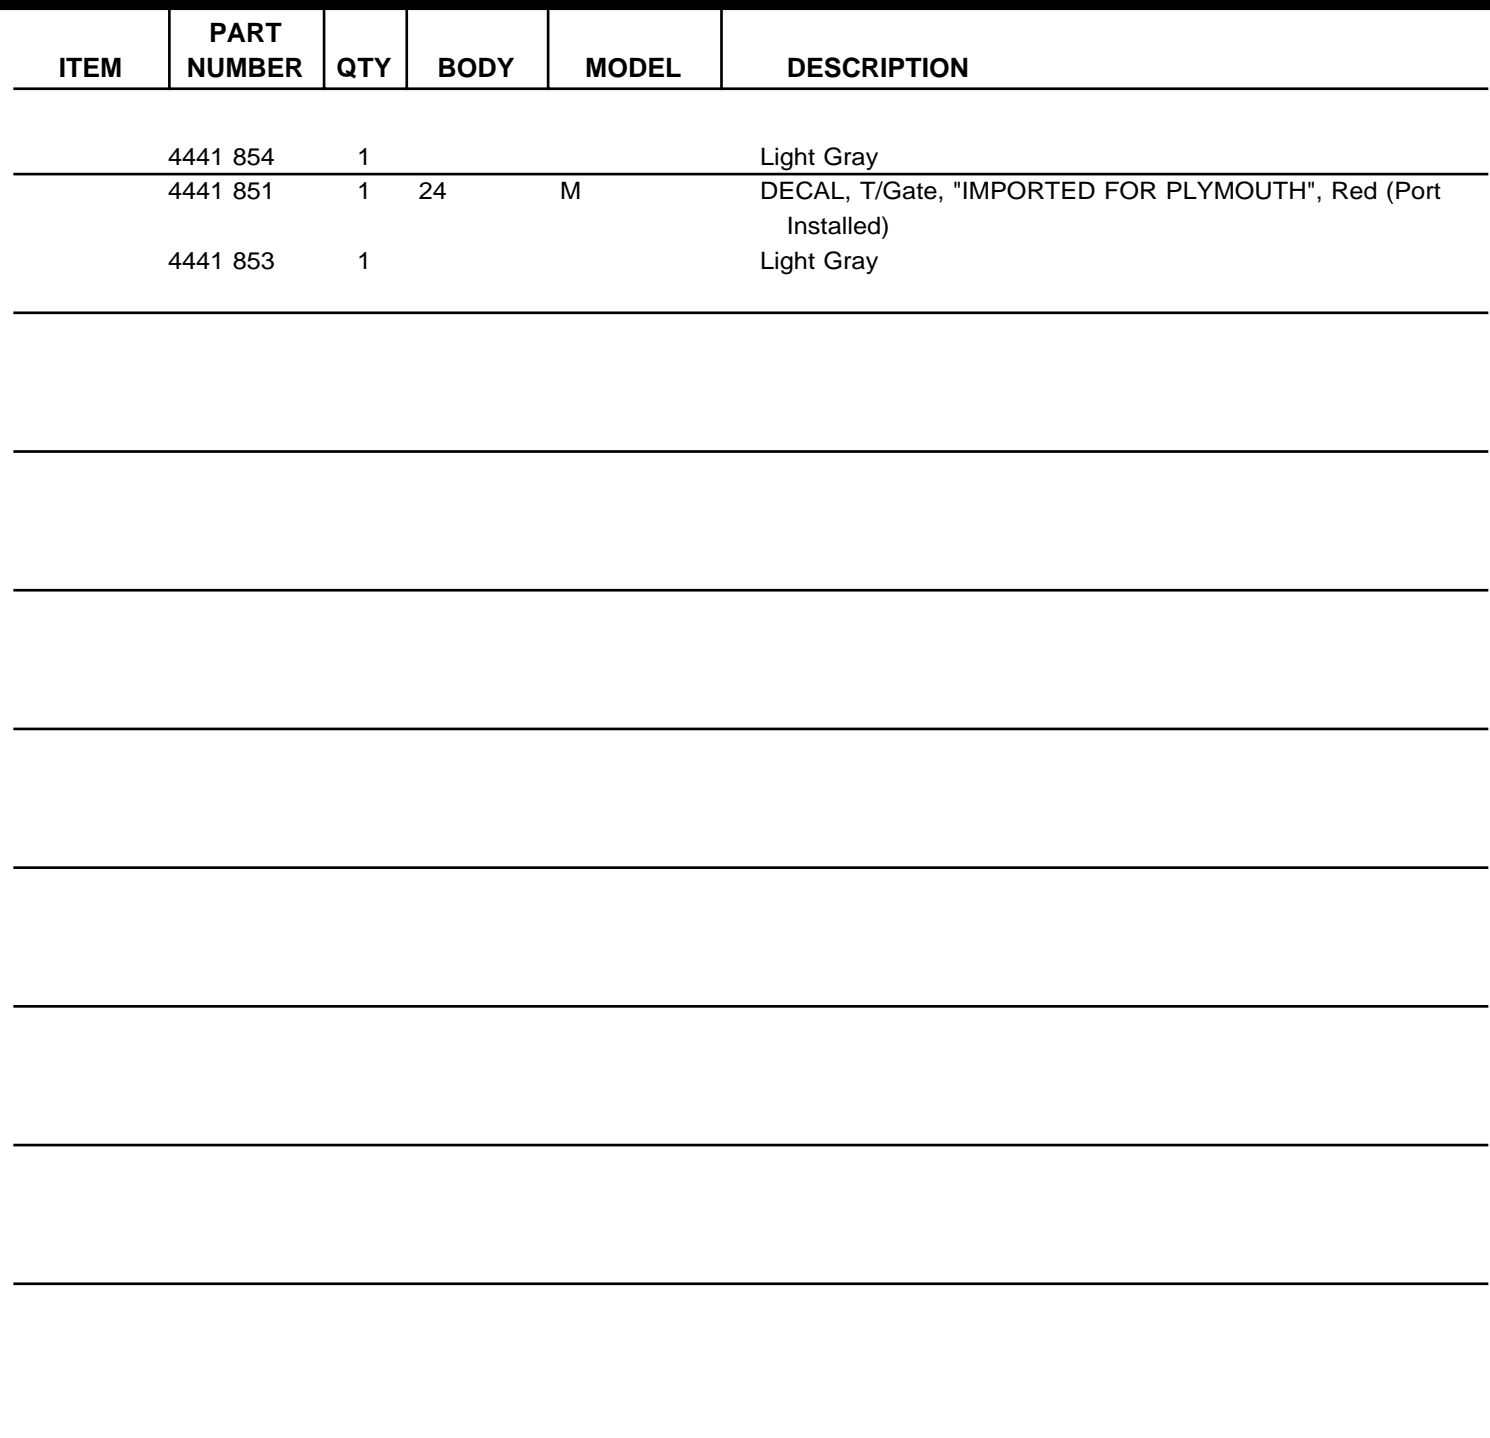 PART
ITEM NUMBER QTY BODY MODEL DESCRIPTION
4441 854 1 Light Gray
4441 851 1 24 M DECAL, T/Gate, "IMPORTED FOR PLYMOUTH", Red (Port
Installed)
4441 853 1 Light Gray